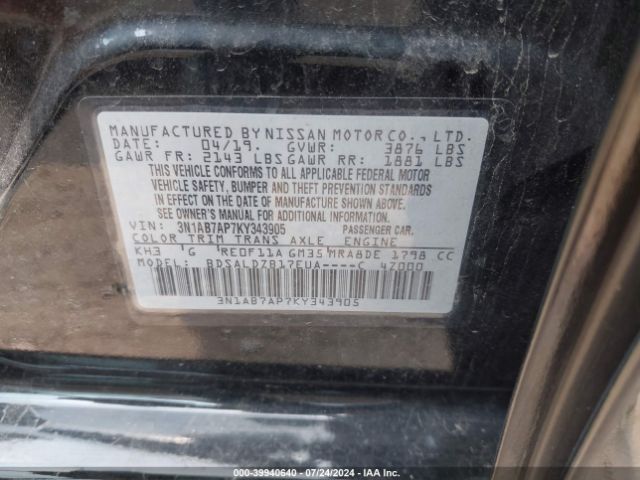 MANUFACTURED BY NISSAN MOTOR CO., LTD.
DATE: 04/19. GVWR: 3876 LBS
GAWR FR: 2143 LBS GAWR RR: 1881 LBS
THIS VEHICLE CONFORMS TO ALL APPLICABLE FEDERAL MOTOR
VEHICLE SAFETY, BUMPER AND THEFT PREVENTION STANDARDS
IN EFFECT ON THE DATE OF MANUFACTURE SHOWN ABOVE.
SEE OWNER'S MANUAL FOR ADDITIONAL INFORMATION.
VIN: 3N1AB7AP7KY343905 PASSENGER CAR.
COLOR TRIM TRANS AXLE ENGINE
KH3 G RE0F11A GM35 MRA8DE 1798 CC
MODEL: BDSALDZB17EUA----C 4Z000
3N1AB7AP7KY343905
000-39940640 - 07/24/2024 - IAA Inc.